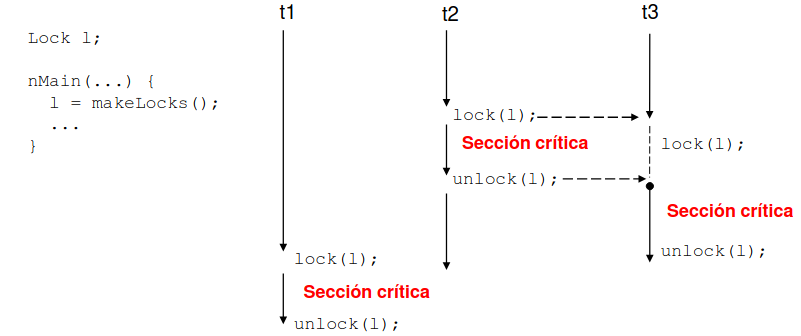 t1
t2
t3
Lock l;
nMain(...) {
l = makeLocks();
...
}
lock(l);
Sección crítica
unlock(l);
lock(l);
Sección crítica
unlock(l);
lock(l);
Sección crítica
unlock(l);